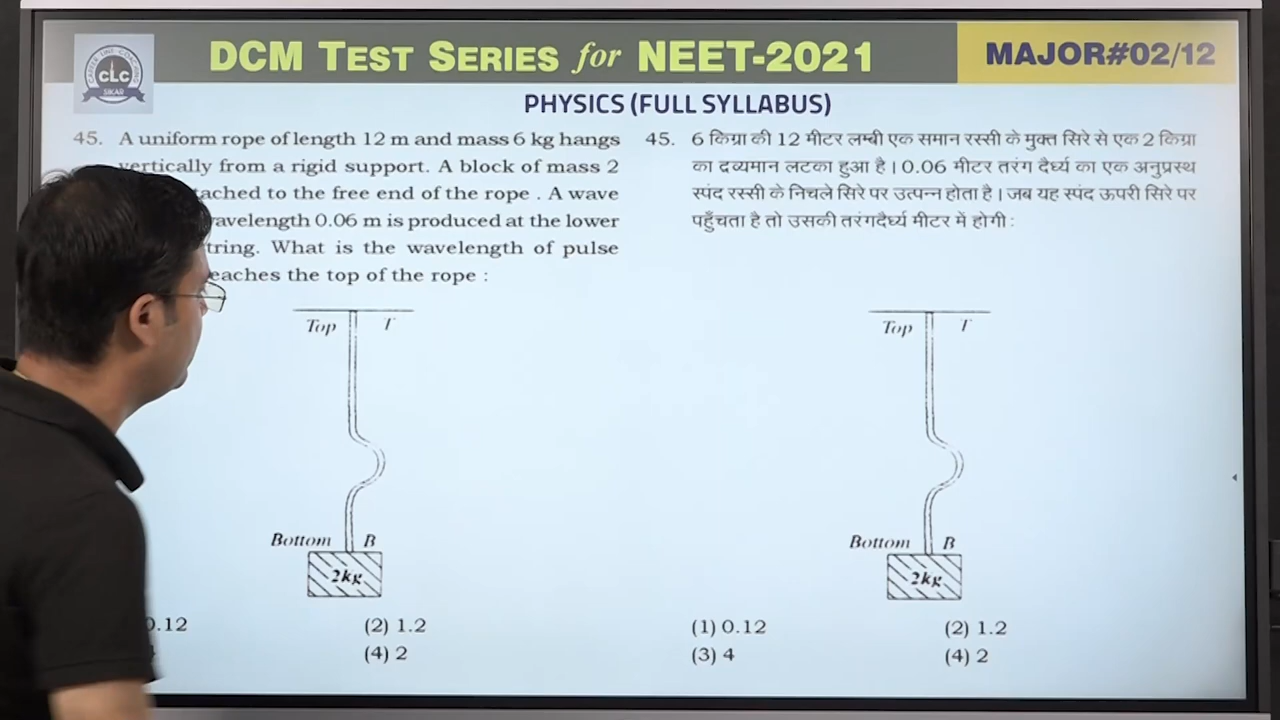 CAREER LINE COACHING
CLC
SIKAR
DCM TEST SERIES for NEET-2021
MAJOR#02/12
PHYSICS (FULL SYLLABUS)
45. A uniform rope of length 12 m and mass 6 kg hangs
vertically from a rigid support. A block of mass 2
tached to the free end of the rope . A wave
avelength 0.06 m is produced at the lower
tring. What is the wavelength of pulse
eaches the top of the rope :
Top T
Bottom B
2kg
0.12 (2) 1.2
(4) 2
45. 6 किग्रा की 12 मीटर लम्बी एक समान रस्सी के मुक्त सिरे से एक 2 किग्रा
का द्रव्यमान लटका हुआ है। 0.06 मीटर तरंग दैर्ध्य का एक अनुप्रस्थ
स्पंद रस्सी के निचले सिरे पर उत्पन्न होता है। जब यह स्पंद ऊपरी सिरे पर
पहुँचता है तो उसकी तरंगदैर्ध्य मीटर में होगी :
Top T
Bottom B
2kg
(1) 0.12 (2) 1.2
(3) 4 (4) 2